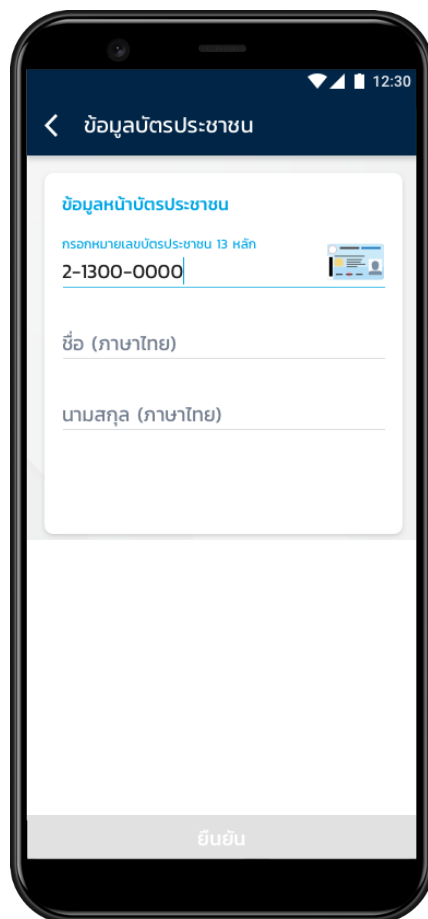 12:30
ข้อมูลบัตรประชาชน
ข้อมูลหน้าบัตรประชาชน
กรอกหมายเลขบัตรประชาชน 13 หลัก
2-1300-0000
ชื่อ (ภาษาไทย)
นามสกุล (ภาษาไทย)
ยืนยัน